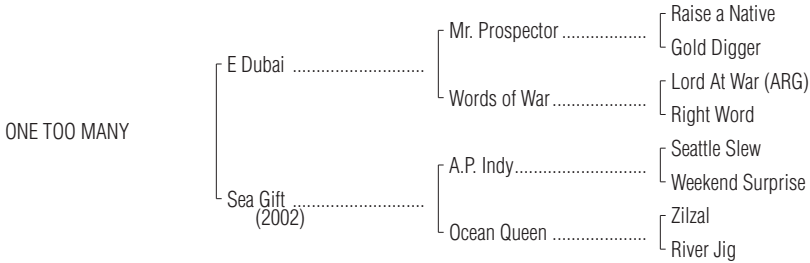 Raise a Native
Mr. Prospector ..................
Gold Digger
E Dubai ............................
Lord At War (ARG)
Words of War....................
Right Word
ONE TOO MANY
Seattle Slew
A.P. Indy............................
Weekend Surprise
Sea Gift ............................
(2002)
Zilzal
Ocean Queen ....................
River Jig